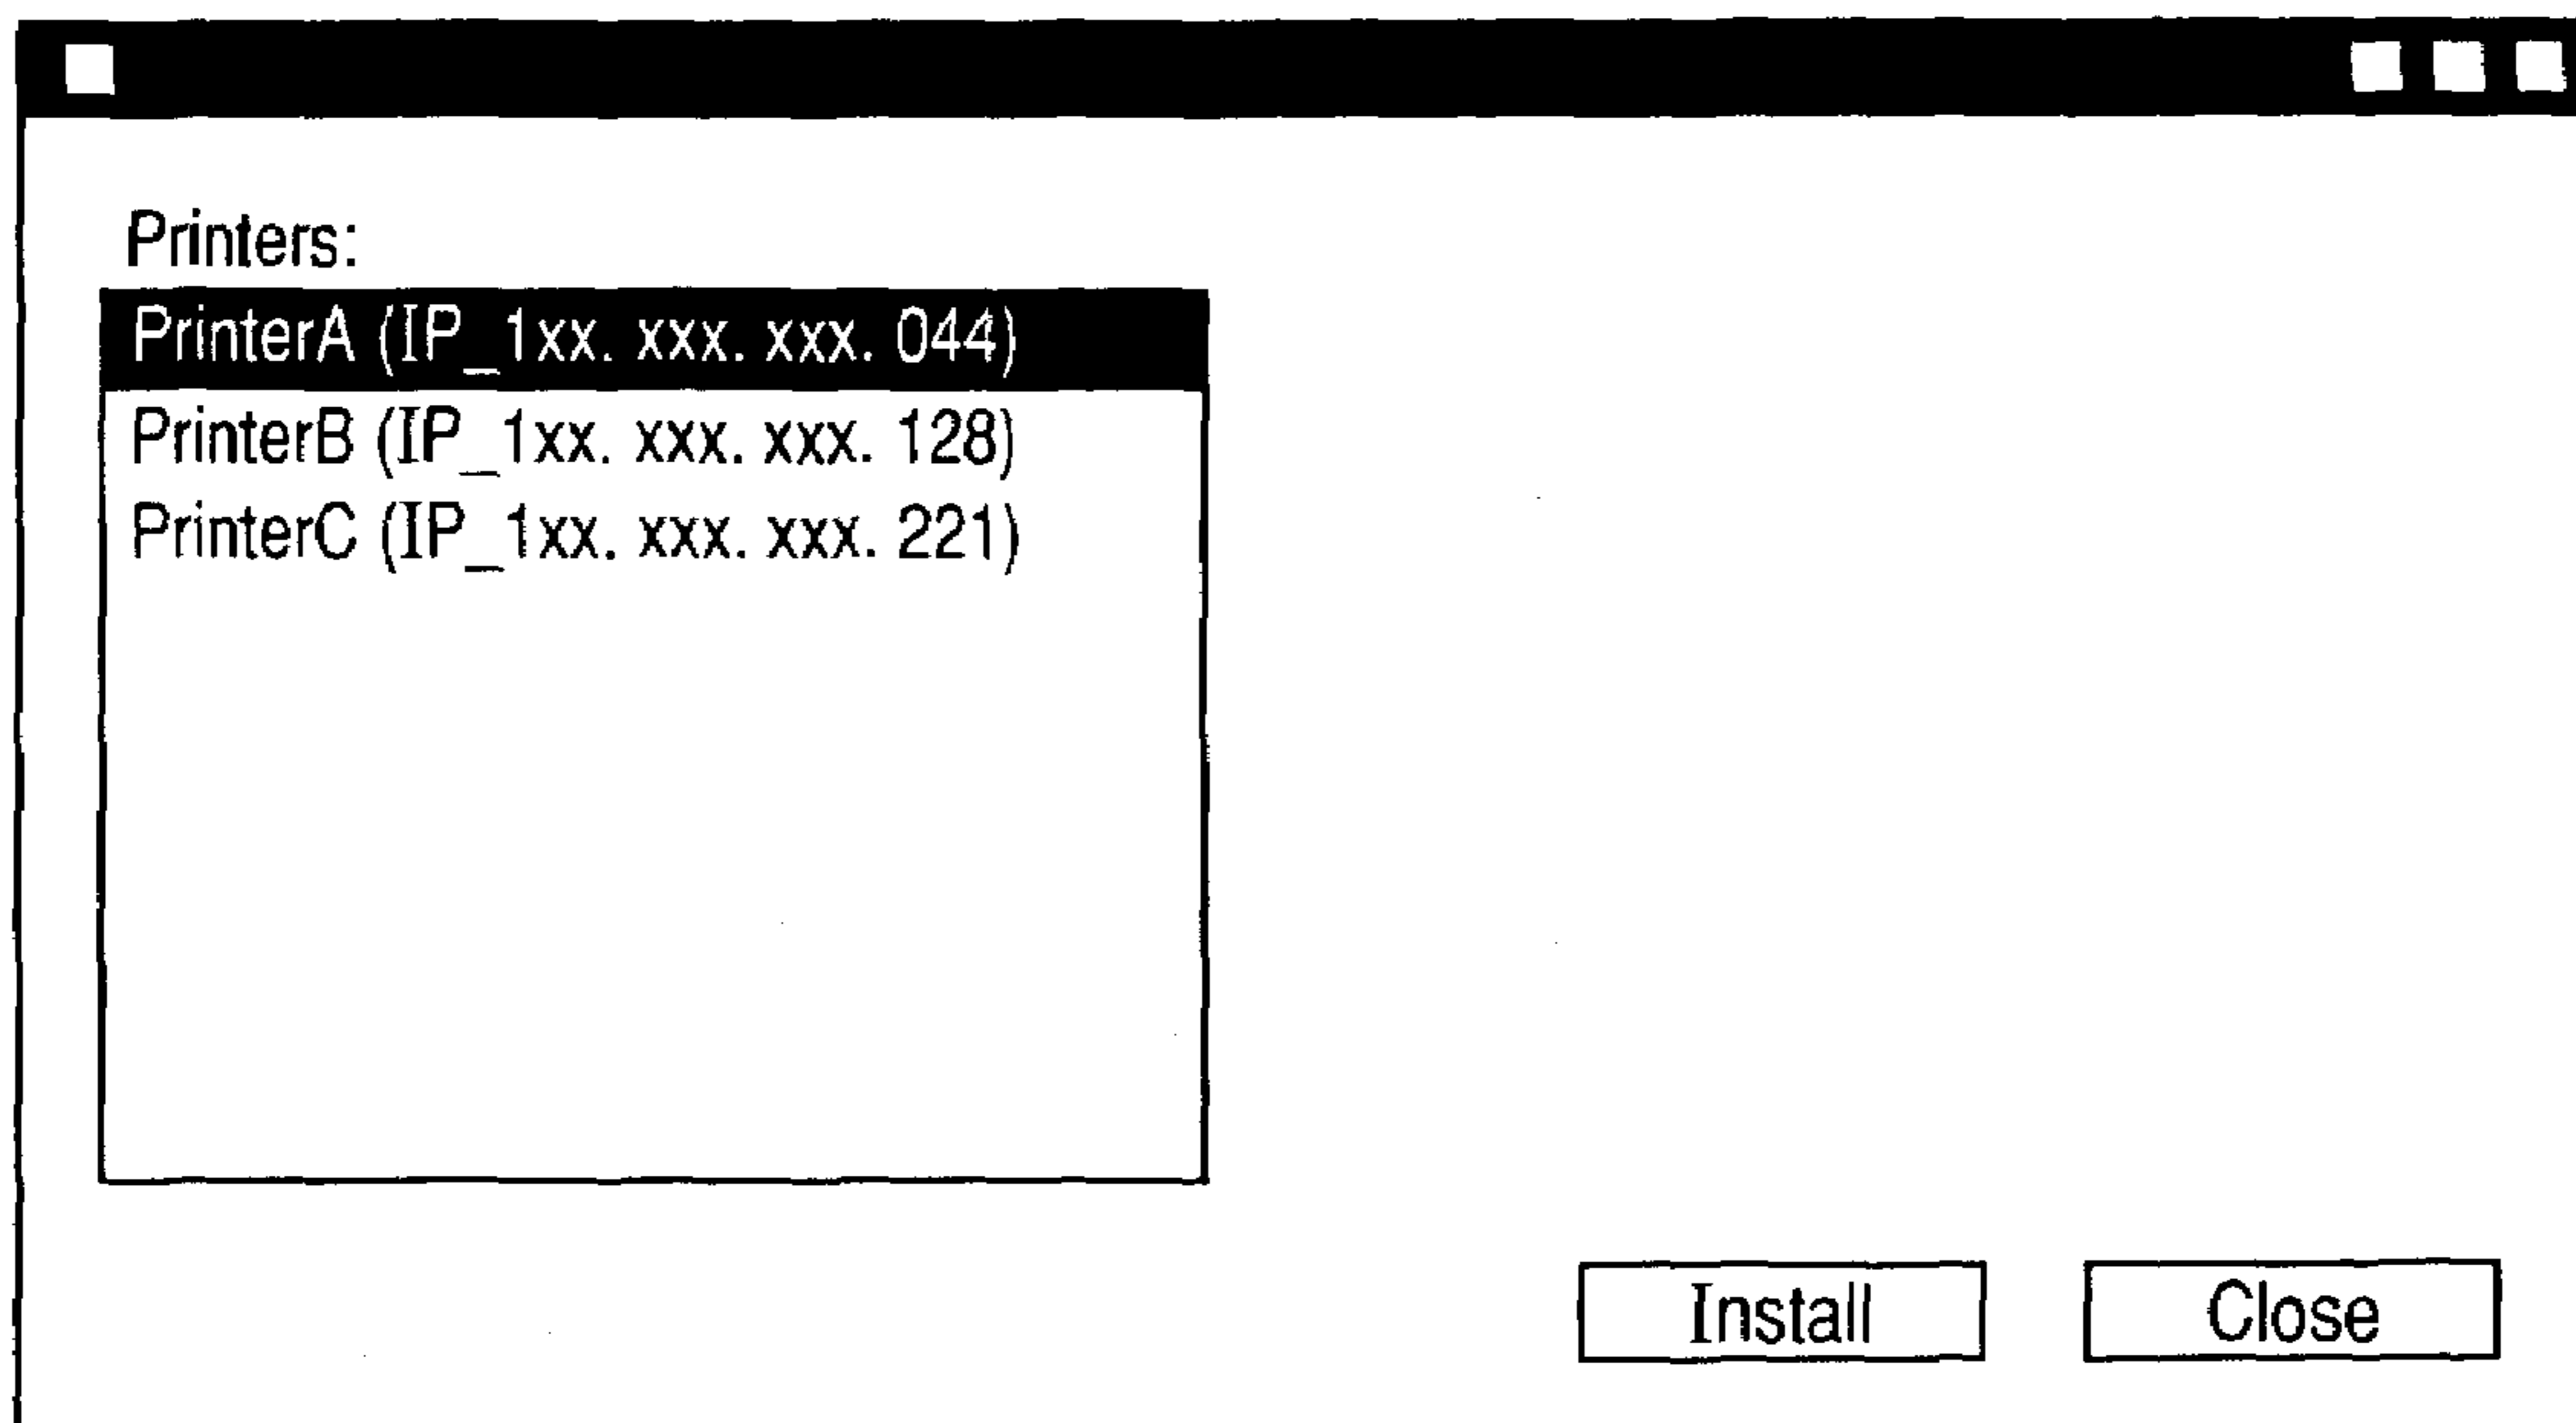 Printers:
PrinterA (IP_1xx. xxx. xxx. 044)
PrinterB (IP_1xx. xxx. xxx. 128)
PrinterC (IP_1xx. xxx. xxx. 221)
Install Close